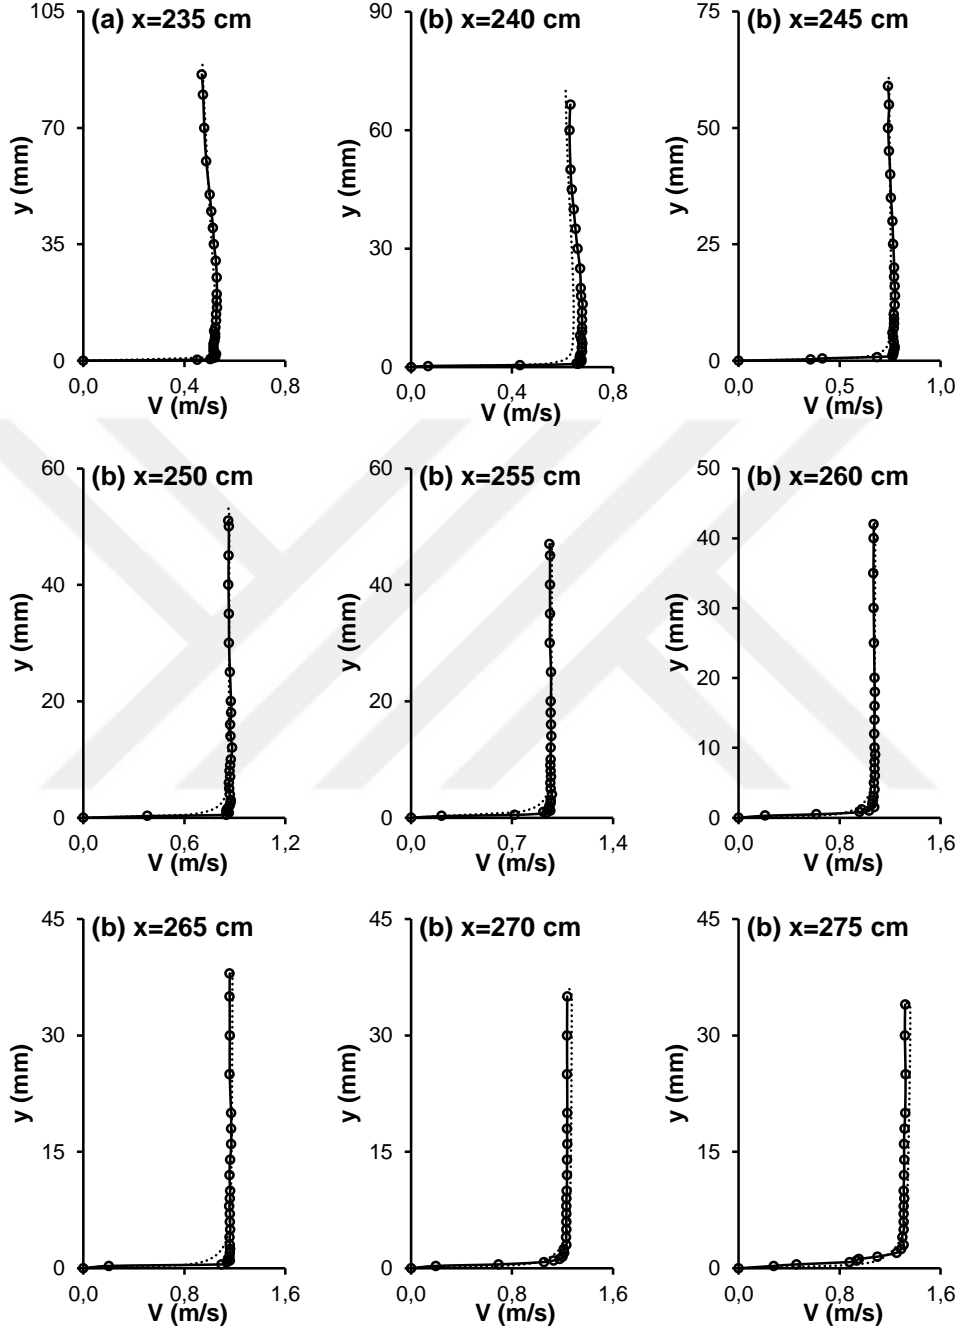 (a) x=235 cm
105
70
35
0
y (mm)
0,0 0,4 0,8
V (m/s)
(b) x=240 cm
90
60
30
0
y (mm)
0,0 0,4 0,8
V (m/s)
(b) x=245 cm
75
50
25
0
y (mm)
0,0 0,5 1,0
V (m/s)
(b) x=250 cm
60
40
20
0
y (mm)
0,0 0,6 1,2
V (m/s)
(b) x=255 cm
60
40
20
0
y (mm)
0,0 0,7 1,4
V (m/s)
(b) x=260 cm
50
40
30
20
10
0
y (mm)
0,0 0,8 1,6
V (m/s)
(b) x=265 cm
45
30
15
0
y (mm)
0,0 0,8 1,6
V (m/s)
(b) x=270 cm
45
30
15
0
y (mm)
0,0 0,8 1,6
V (m/s)
(b) x=275 cm
45
30
15
0
y (mm)
0,0 0,8 1,6
V (m/s)